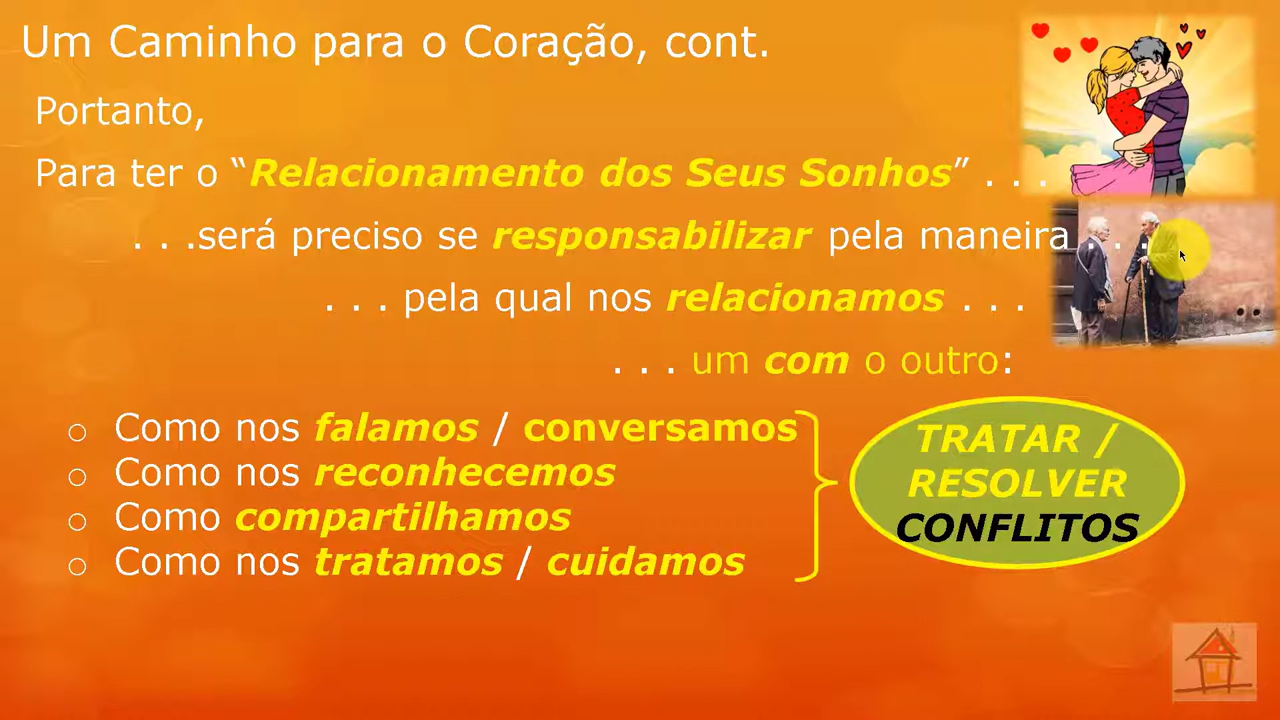 Um Caminho para o Coração, cont.
Portanto,
Para ter o “Relacionamento dos Seus Sonhos” . . .
. . .será preciso se responsabilizar pela maneira . . .
. . . pela qual nos relacionamos . . .
. . . um com o outro:
o Como nos falamos / conversamos
o Como nos reconhecemos
o Como compartilhamos
o Como nos tratamos / cuidamos
TRATAR /
RESOLVER
CONFLITOS